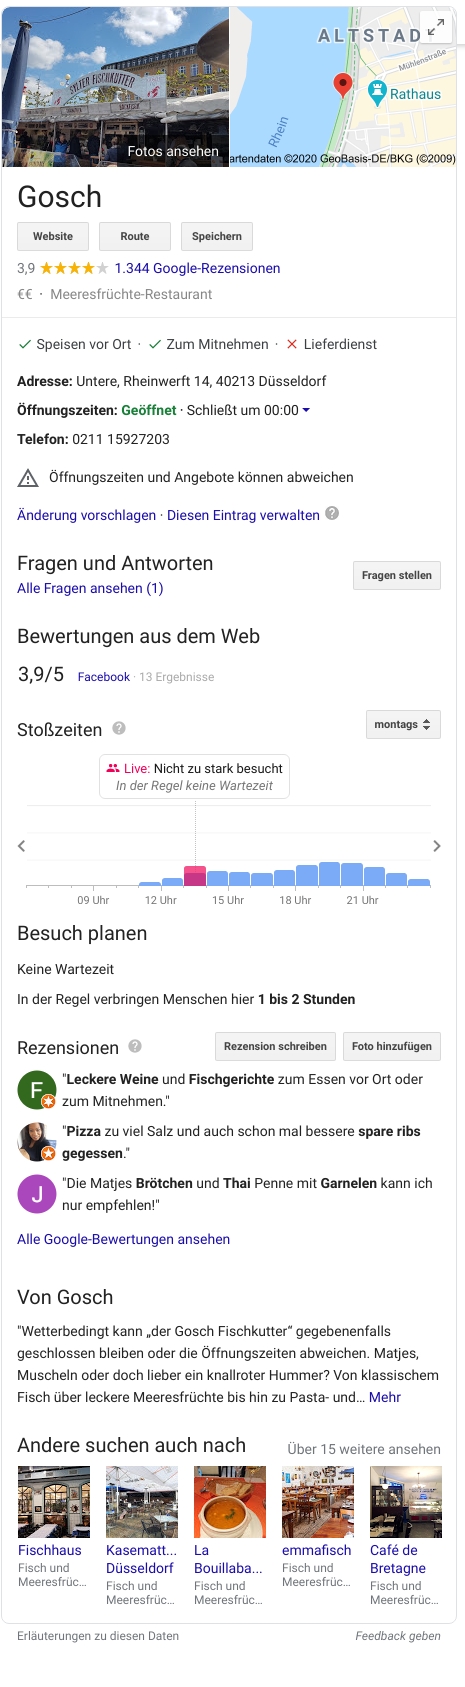 SYLTER FISCHKUTTER
Fotos ansehen
ALTSTAD
Mühlenstraße
Rathaus
Rhein
artendaten ©2020 GeoBasis-DE/BKG (©2009)
Gosch
Website Route Speichern
3,9 1.344 Google-Rezensionen
€€ · Meeresfrüchte-Restaurant
Speisen vor Ort · Zum Mitnehmen · Lieferdienst
Adresse: Untere, Rheinwerft 14, 40213 Düsseldorf
Öffnungszeiten: Geöffnet · Schließt um 00:00
Telefon: 0211 15927203
Öffnungszeiten und Angebote können abweichen
Änderung vorschlagen · Diesen Eintrag verwalten ?
Fragen und Antworten
Alle Fragen ansehen (1)
Fragen stellen
Bewertungen aus dem Web
3,9/5 Facebook · 13 Ergebnisse
Stoßzeiten ? montags
Live: Nicht zu stark besucht
In der Regel keine Wartezeit
09 Uhr 12 Uhr 15 Uhr 18 Uhr 21 Uhr
Besuch planen
Keine Wartezeit
In der Regel verbringen Menschen hier 1 bis 2 Stunden
Rezensionen ? Rezension schreiben Foto hinzufügen
F
"Leckere Weine und Fischgerichte zum Essen vor Ort oder
zum Mitnehmen."
"Pizza zu viel Salz und auch schon mal bessere spare ribs
gegessen."
J
"Die Matjes Brötchen und Thai Penne mit Garnelen kann ich
nur empfehlen!"
Alle Google-Bewertungen ansehen
Von Gosch
"Wetterbedingt kann „der Gosch Fischkutter“ gegebenenfalls
geschlossen bleiben oder die Öffnungszeiten abweichen. Matjes,
Muscheln oder doch lieber ein knallroter Hummer? Von klassischem
Fisch über leckere Meeresfrüchte bis hin zu Pasta- und... Mehr
Andere suchen auch nach Über 15 weitere ansehen
Fischhaus
Fisch und
Meeresfrüc...
Kasematt...
Düsseldorf
Fisch und
Meeresfrüc...
La
Bouillaba...
Fisch und
Meeresfrüc...
emmafisch
Fisch und
Meeresfrüc...
Café de
Bretagne
Fisch und
Meeresfrüc...
Erläuterungen zu diesen Daten Feedback geben